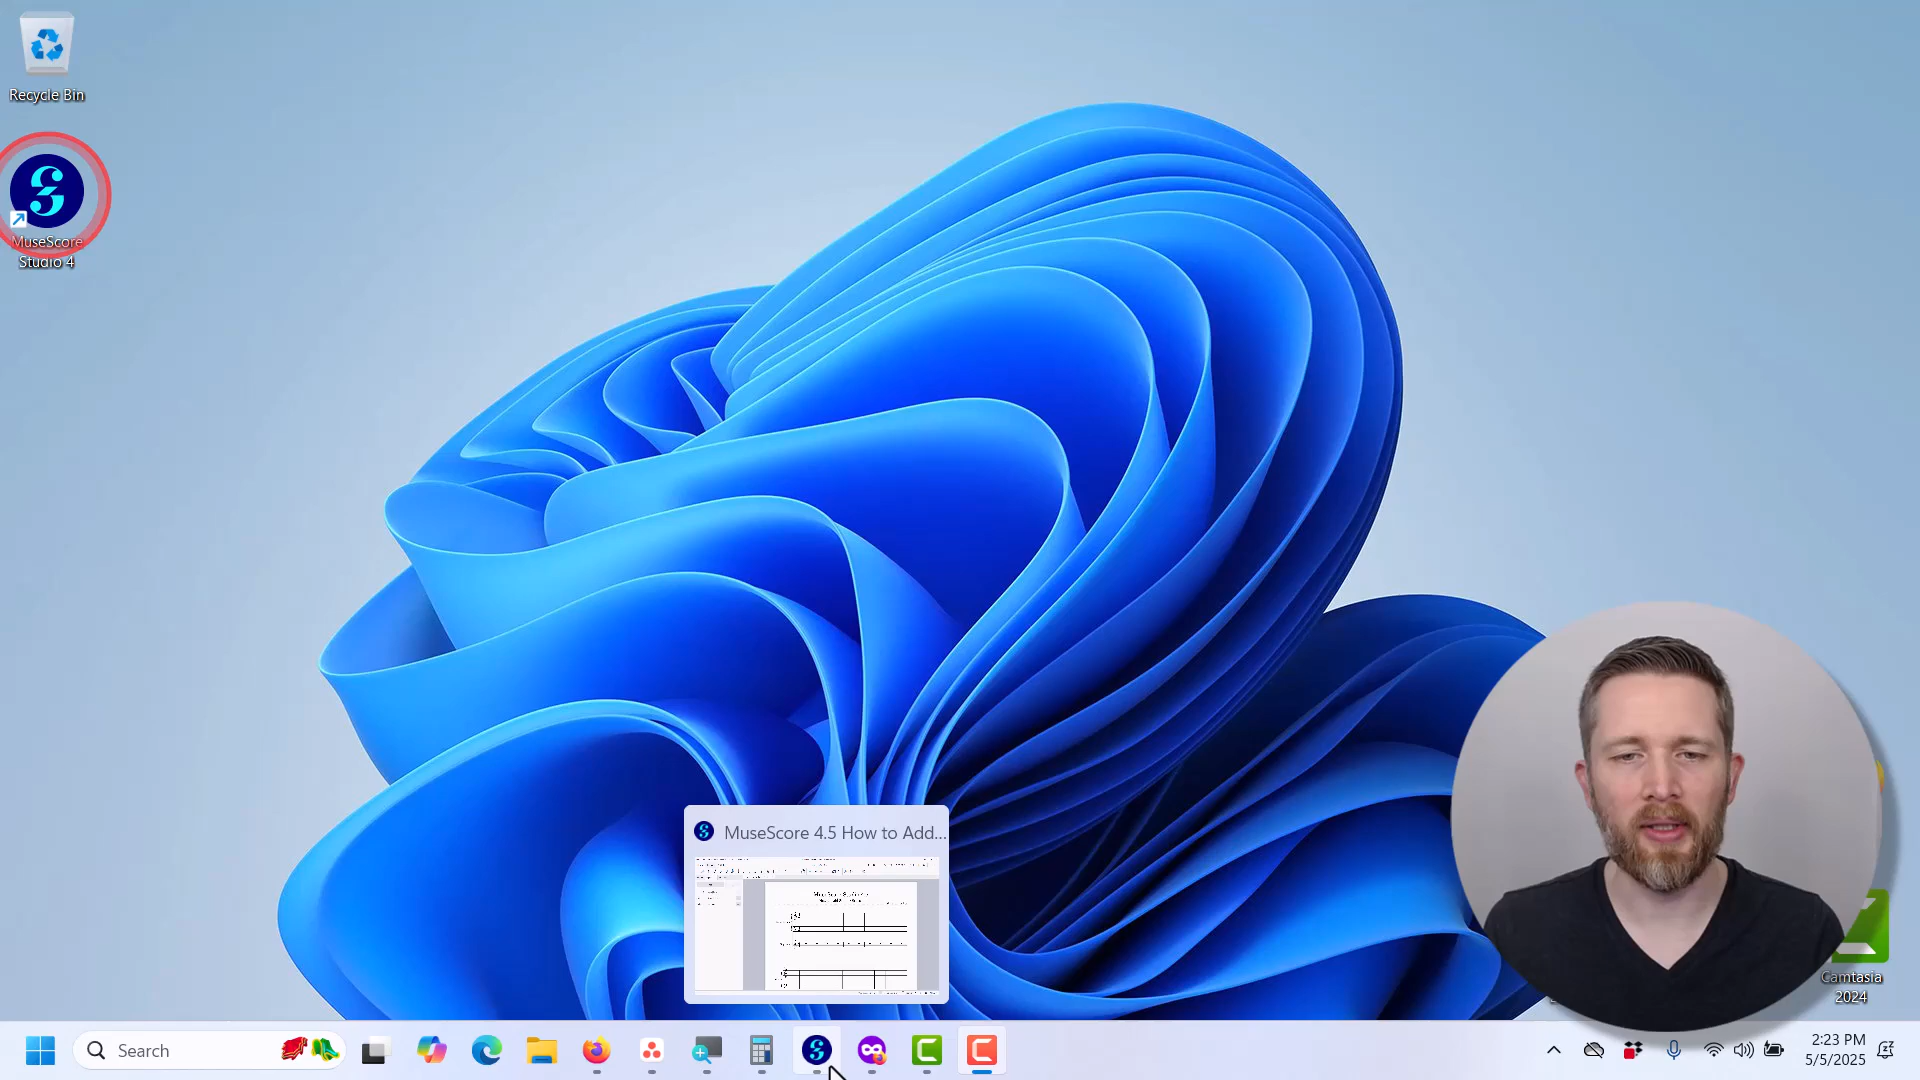 Recycle Bin
MuseScore
Studio 4
MuseScore 4.5 How to Add...
Camtasia
2024
Search
2:23 PM
5/5/2025